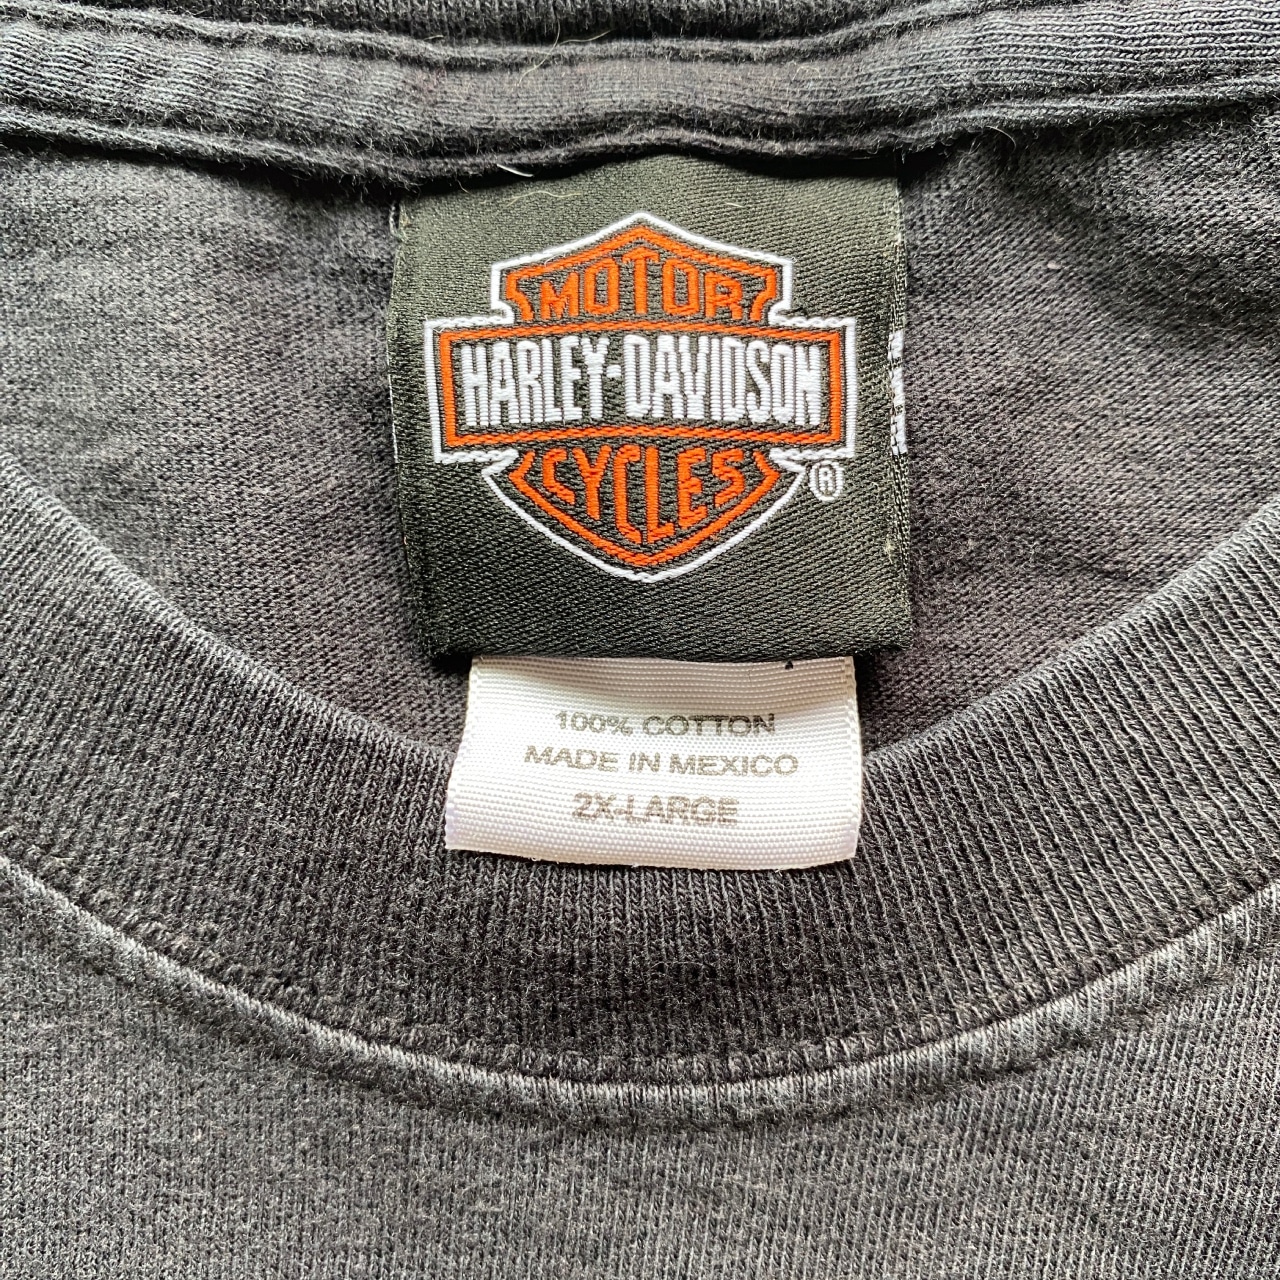 MOTOR
HARLEY-DAVIDSON
CYCLES
®
100% COTTON
MADE IN MEXICO
2X-LARGE